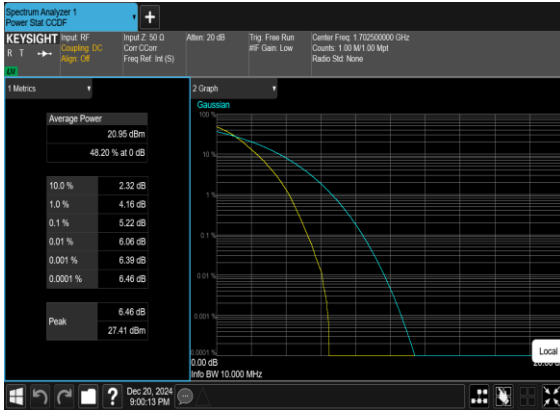 Spectrum Analyzer 1
Power Stat CCDF
KEYSIGHT
R T
Input: RF
Coupling: DC
Align: Off
Input Z: 50 Ω
Corr CCorr
Freq Ref: Int (S)
Atten: 20 dB
Trig: Free Run
#IF Gain: Low
Center Freq: 1.702500000 GHz
Counts: 1.00 M/1.00 Mpt
Radio Std: None
1 Metrics
Average Power
20.95 dBm
48.20 % at 0 dB
10.0 % 2.32 dB
1.0 % 4.16 dB
0.1 % 5.22 dB
0.01 % 6.06 dB
0.001 % 6.39 dB
0.0001 % 6.46 dB
Peak
6.46 dB
27.41 dBm
2 Graph
Gaussian
100 %
10 %
1 %
0.1 %
0.01 %
0.001 %
0.0001 %
0.00 dB
20.00 dB
Info BW 10.000 MHz
Local
? Dec 20, 2024
9:00:13 PM